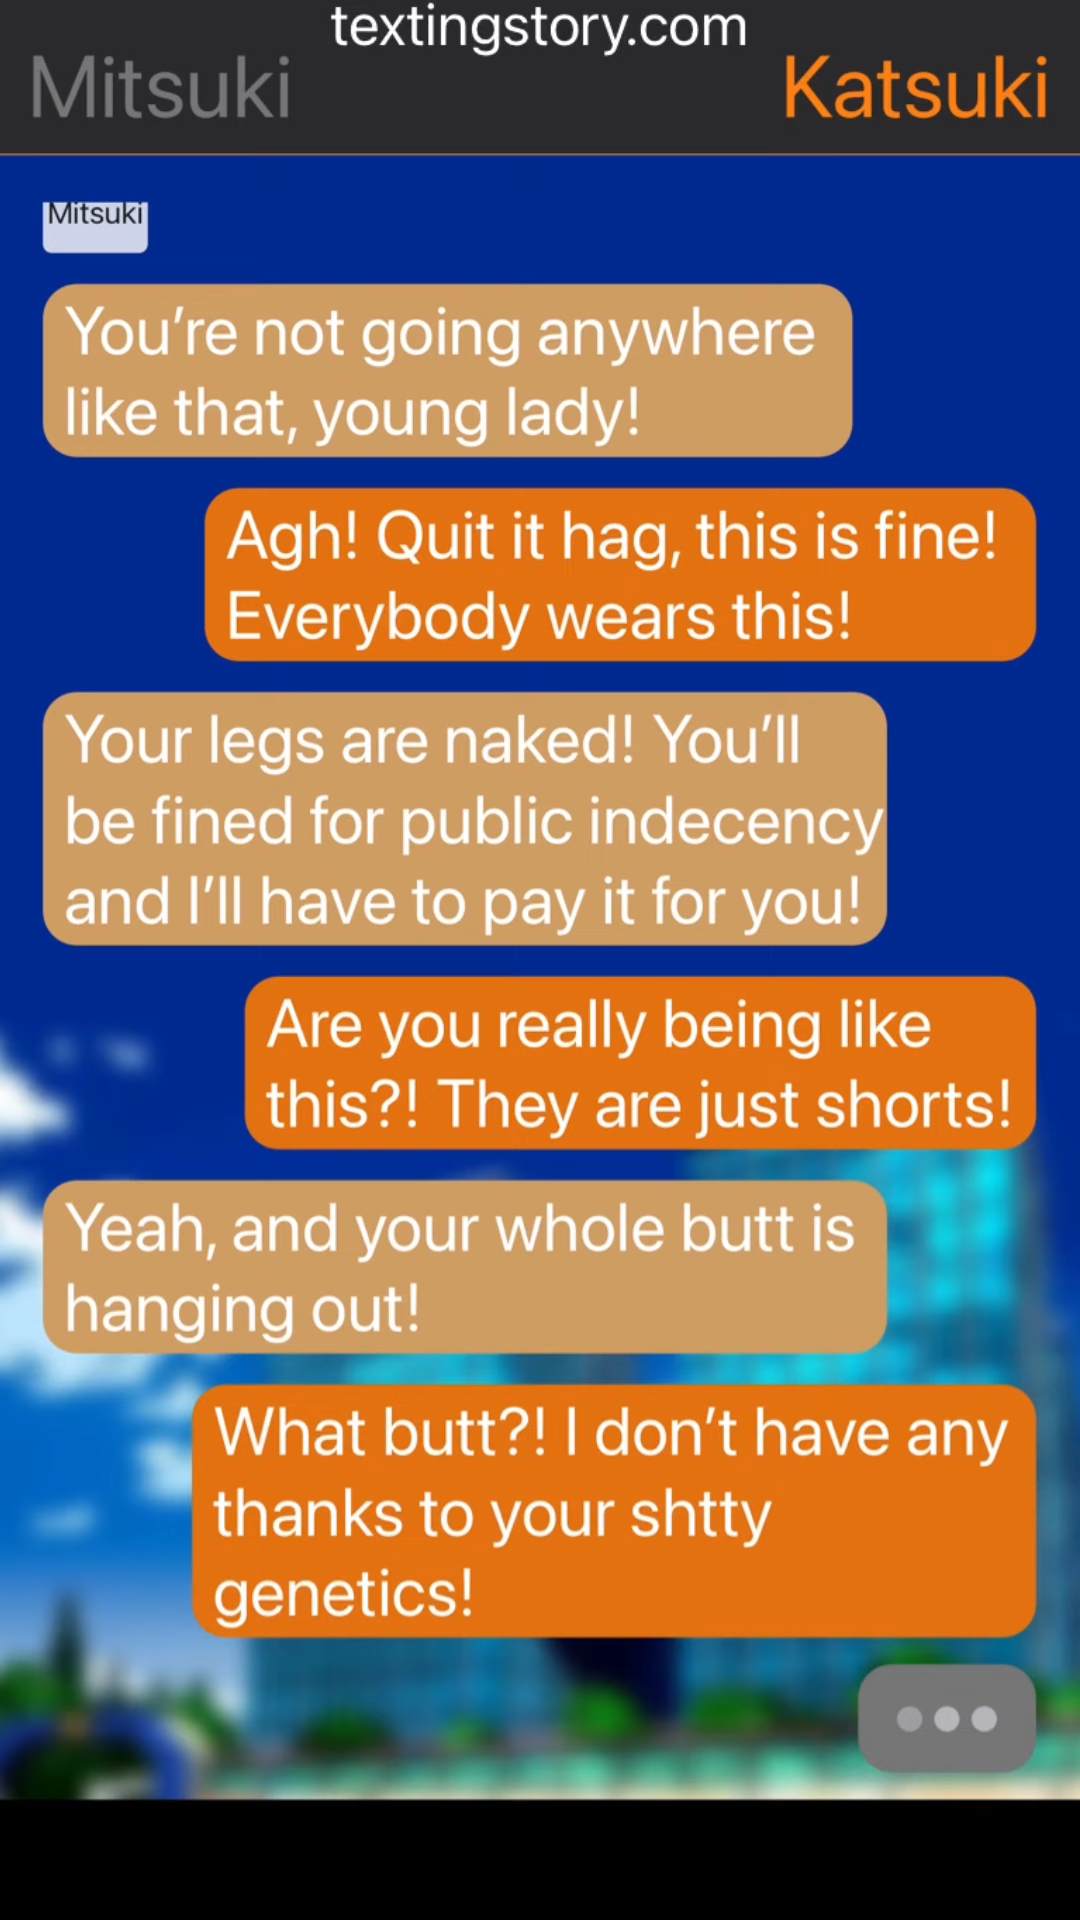 textingstory.com
Mitsuki
Katsuki
Mitsuki
You’re not going anywhere
like that, young lady!
Agh! Quit it hag, this is fine!
Everybody wears this!
Your legs are naked! You’ll
be fined for public indecency
and I’ll have to pay it for you!
Are you really being like
this?! They are just shorts!
Yeah, and your whole butt is
hanging out!
What butt?! I don’t have any
thanks to your shtty
genetics!